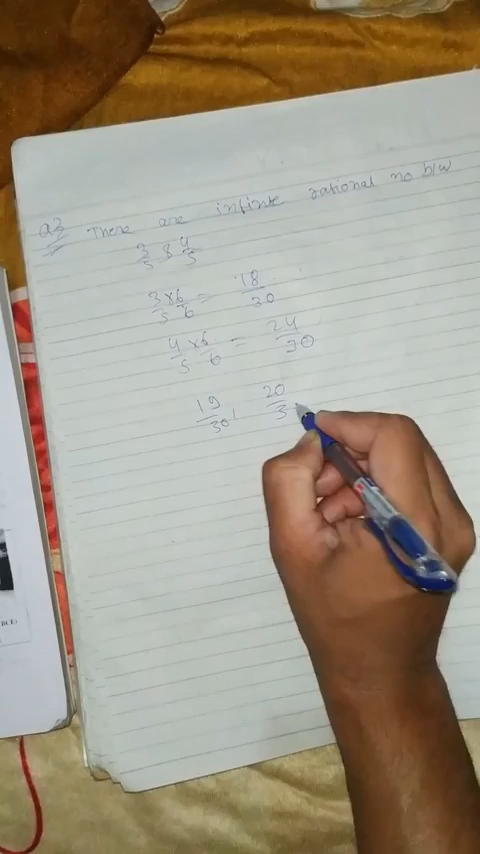 Q3 There are infinite rational no b/w
3/5 & 4/5
3/5 × 6/6 = 18/30
4/5 × 6/6 = 24/30
19/30, 20/3